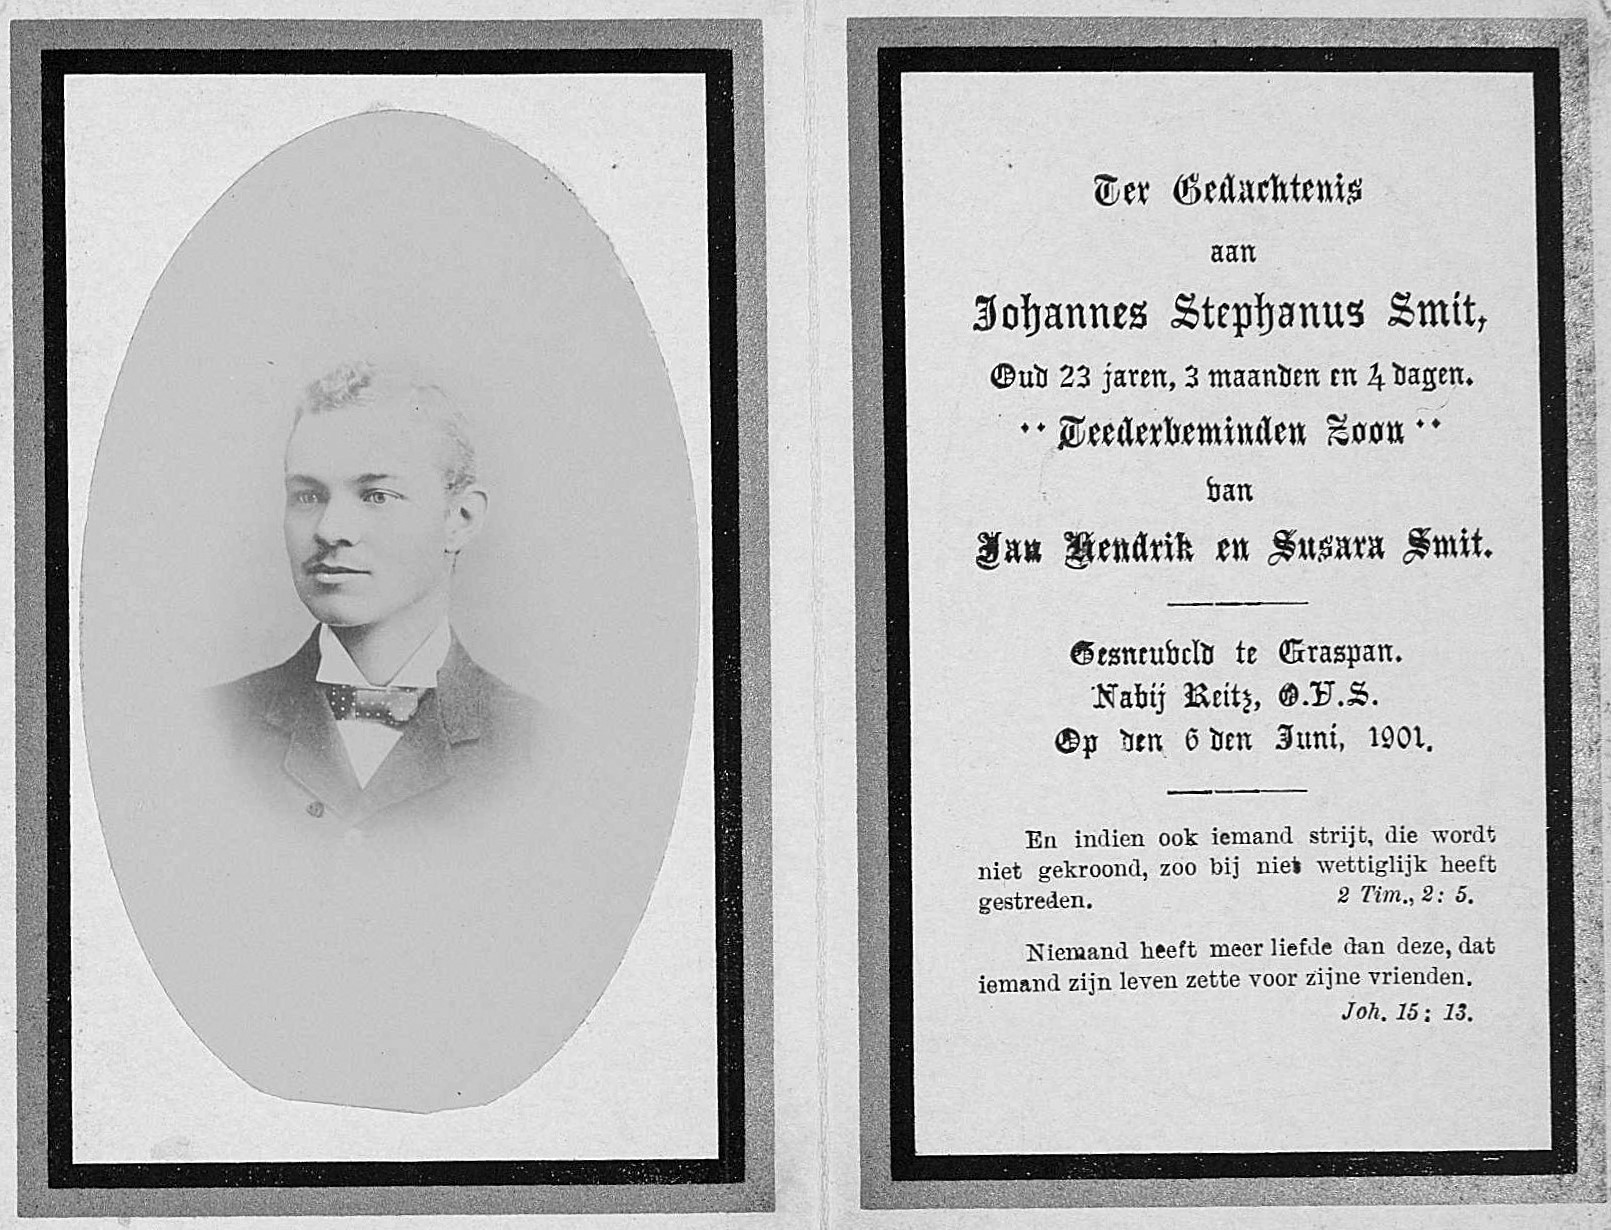 Ter Gedachtenis
aan
Johannes Stephanus Smit,
Oud 23 jaren, 3 maanden en 4 dagen.
Teederbeminden Zoon
van
Jan Hendrik en Susara Smit.
Gesneuveld te Graspan.
Nabij Reitz, O.V.S.
Op den 6 den Juni, 1901.
En indien ook iemand strijt, die wordt
niet gekroond, zoo bij niet wettiglijk heeft
gestreden. 2 Tim., 2: 5.
Niemand heeft meer liefde dan deze, dat
iemand zijn leven zette voor zijne vrienden.
Joh. 15: 13.